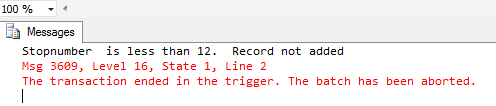 100 %
Messages
Stopnumber  is less than 12.  Record not added
Msg 3609, Level 16, State 1, Line 2
The transaction ended in the trigger. The batch has been aborted.